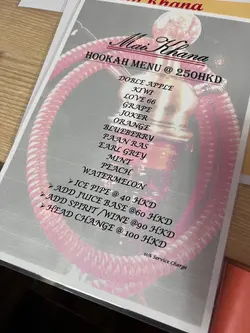 Khana
Mai Khana
HOOKAH MENU @ 250HKD
DOBLE APPLE
KIWI
LOVE 66
GRAPE
JOKER
ORANGE
BLUEBERRY
PAAN RAS
EARL GREY
MINT
PEACH
WATERMELON
➤ ICE PIPE @ 40 HKD
➤ ADD JUICE BASE @60 HKD
➤ ADD SPIRIT /WINE @90 HKD
➤ HEAD CHANGE @ 100 HKD
Service Charge